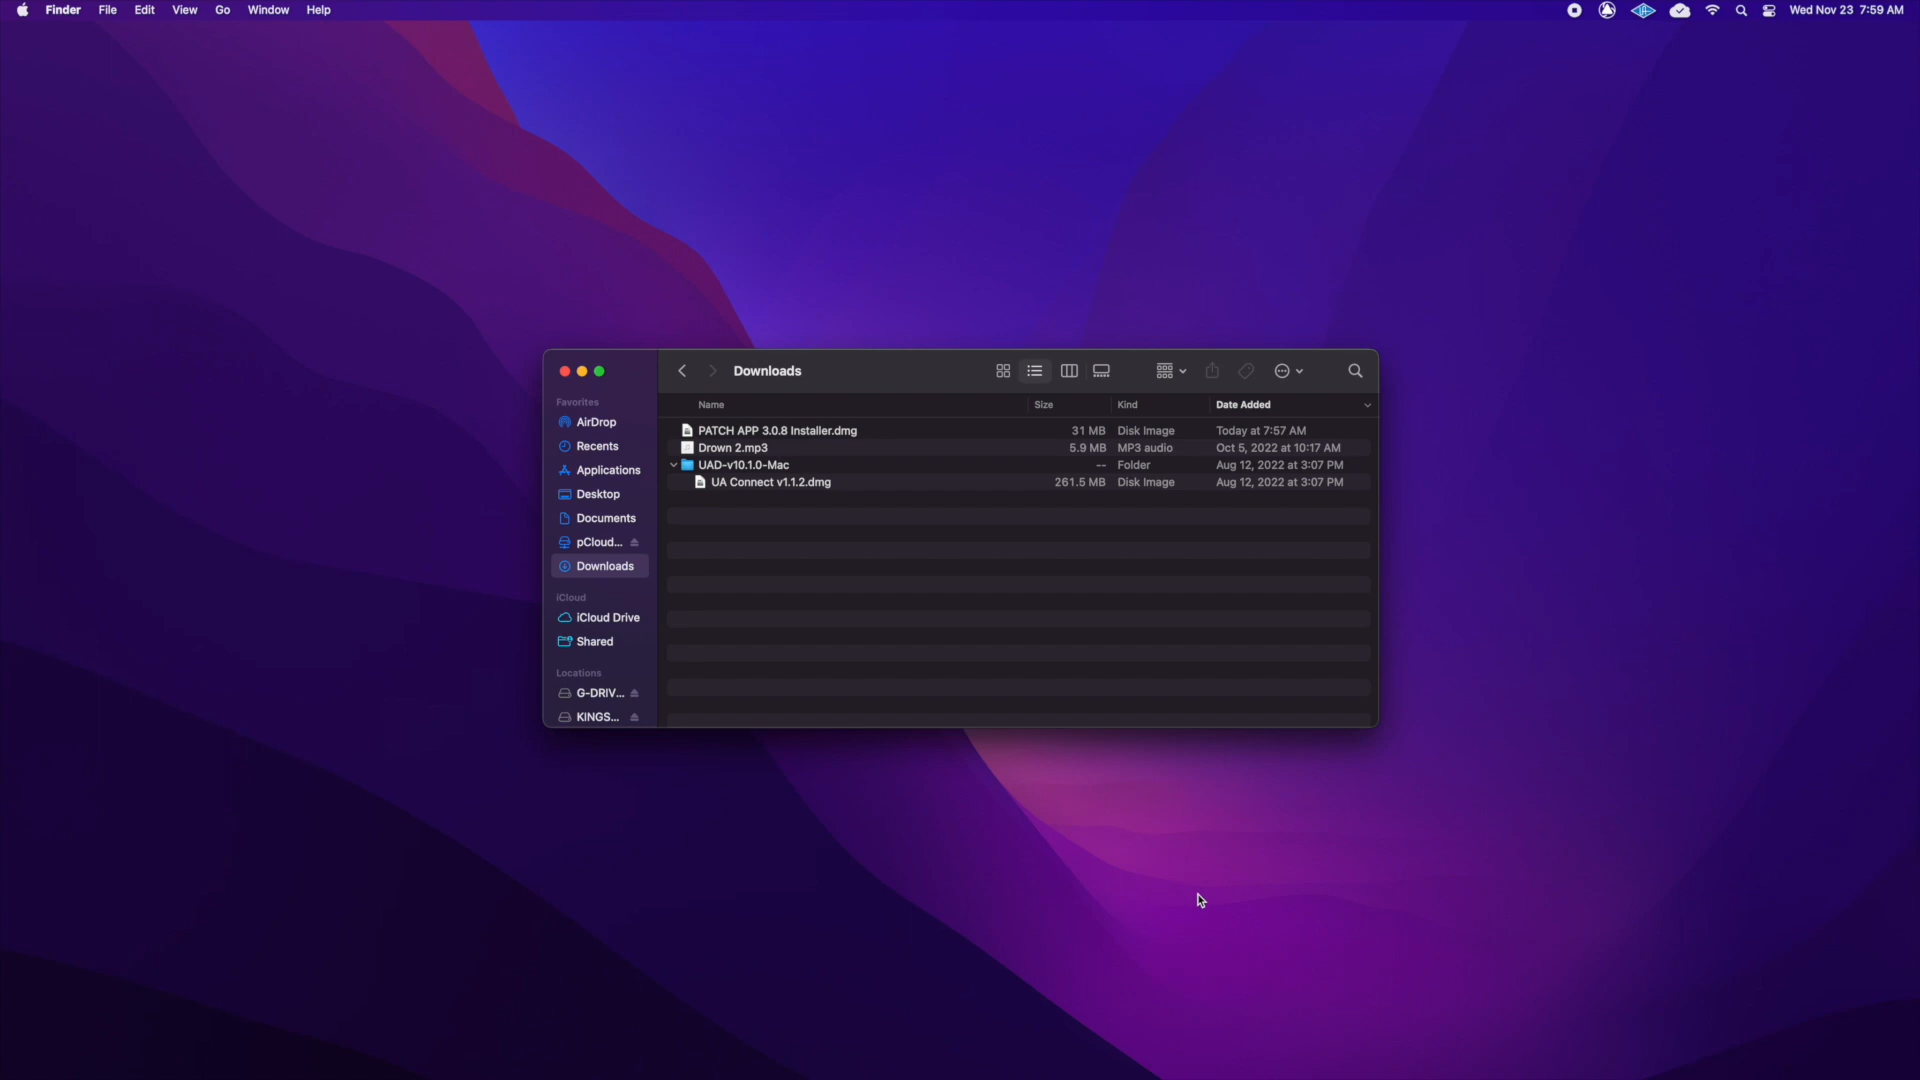 Finder File Edit View Go Window Help Wed Nov 23 7:59 AM
Downloads
Favorites
AirDrop
Recents
Applications
Desktop
Documents
pCloud...
Downloads
iCloud
iCloud Drive
Shared
Locations
G-DRIV...
KINGS...
Name Size Kind Date Added
PATCH APP 3.0.8 Installer.dmg 31 MB Disk Image Today at 7:57 AM
Drown 2.mp3 5.9 MB MP3 audio Oct 5, 2022 at 10:17 AM
UAD-v10.1.0-Mac -- Folder Aug 12, 2022 at 3:07 PM
UA Connect v1.1.2.dmg 261.5 MB Disk Image Aug 12, 2022 at 3:07 PM